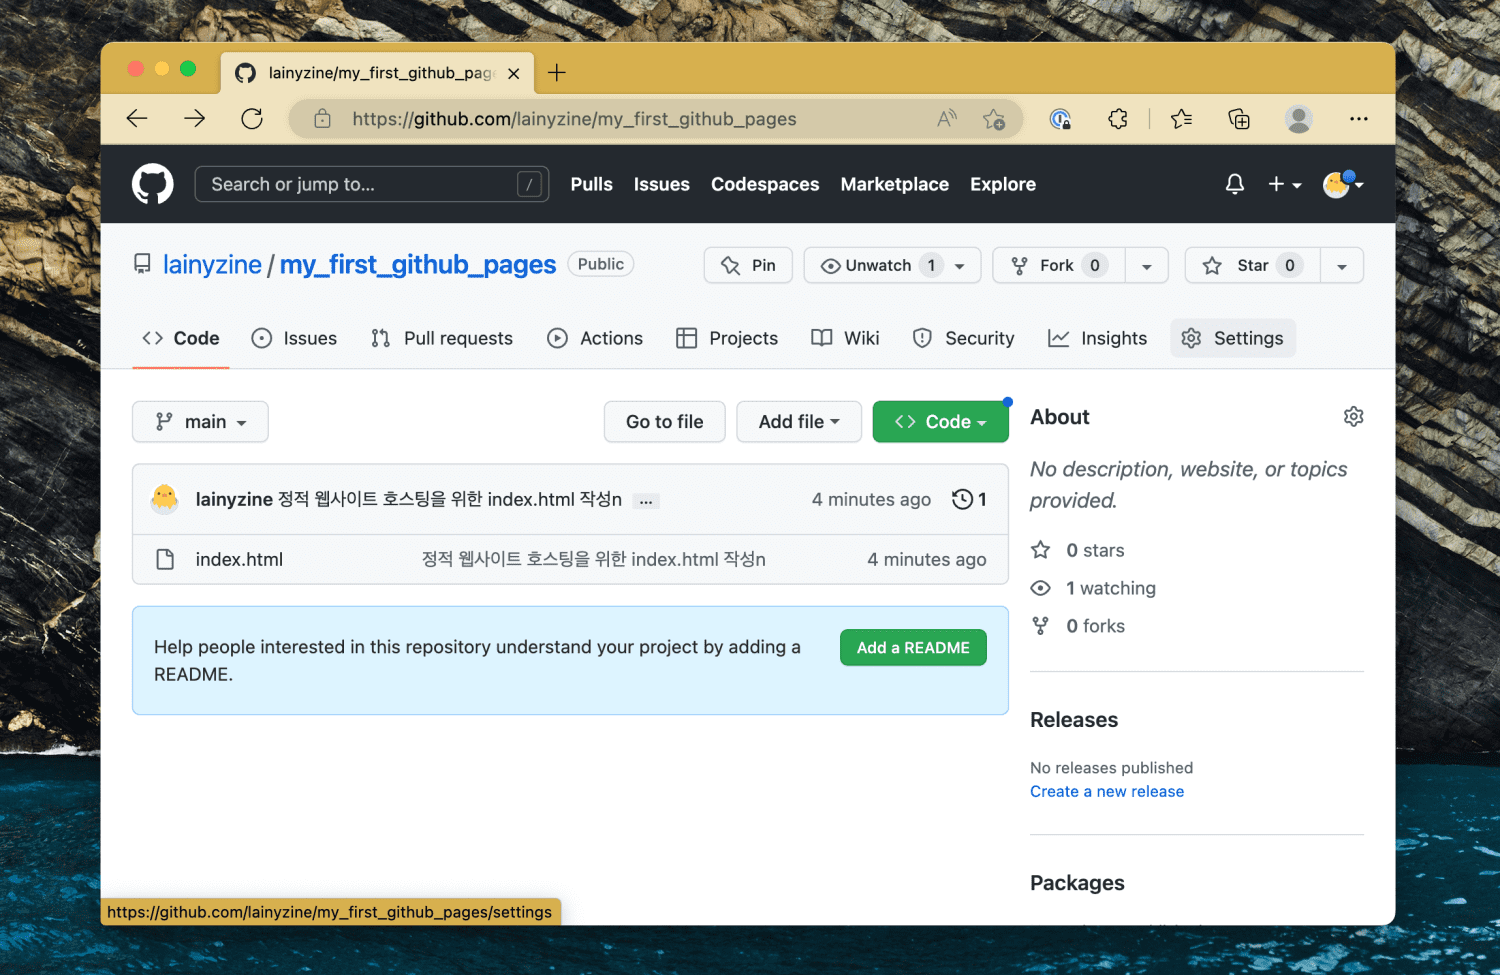 lainyzine/my_first_github_page
https://github.com/lainyzine/my_first_github_pages
Search or jump to... /
Pulls Issues Codespaces Marketplace Explore
lainyzine / my_first_github_pages Public
Pin Unwatch 1 Fork 0 Star 0
Code Issues Pull requests Actions Projects Wiki Security Insights Settings
main Go to file Add file Code
lainyzine 정적 웹사이트 호스팅을 위한 index.html 작성n ... 4 minutes ago 1
index.html 정적 웹사이트 호스팅을 위한 index.html 작성n 4 minutes ago
Help people interested in this repository understand your project by adding a
README.
Add a README
About
No description, website, or topics
provided.
0 stars
1 watching
0 forks
Releases
No releases published
Create a new release
Packages
https://github.com/lainyzine/my_first_github_pages/settings